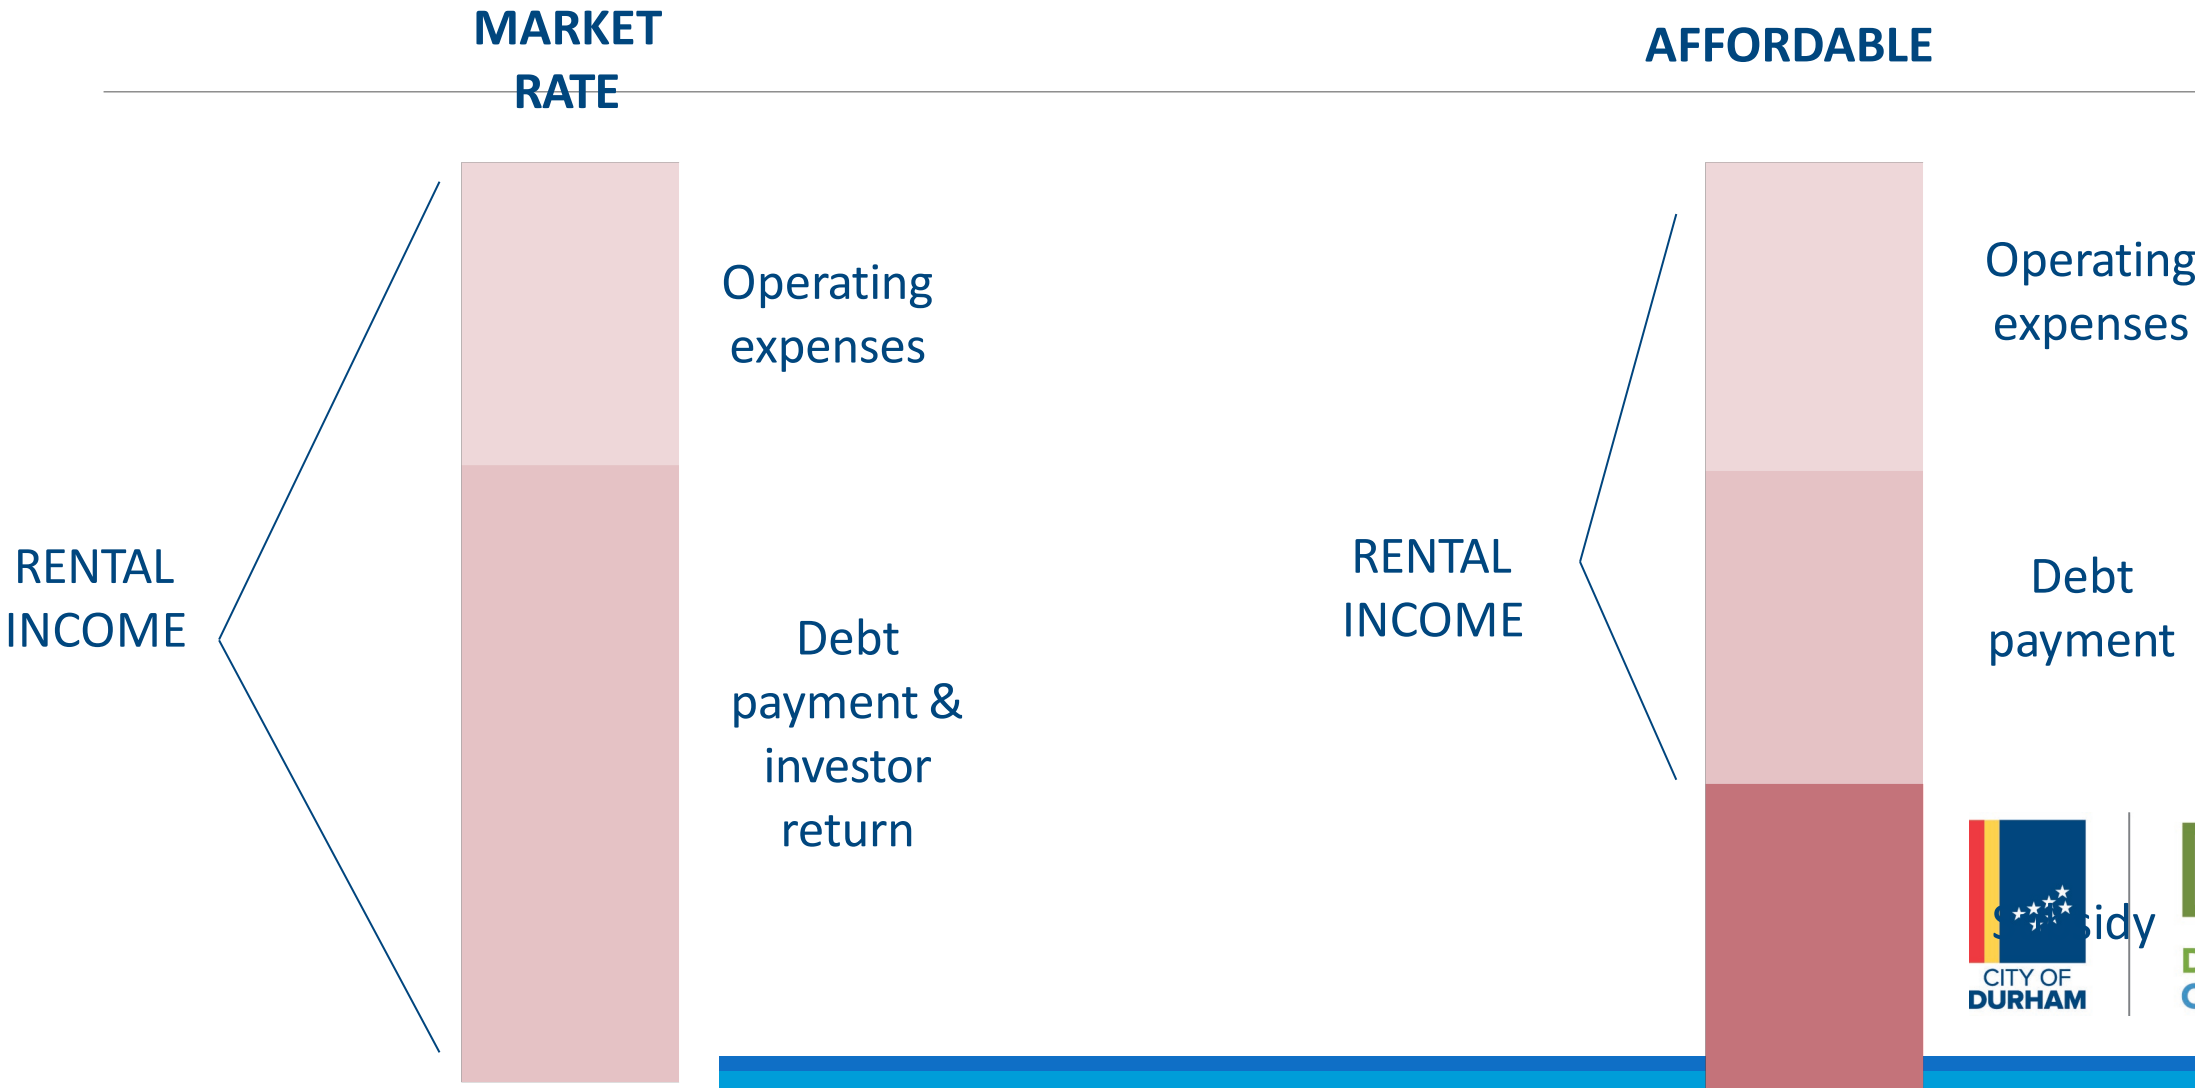 MARKET
RATE
AFFORDABLE
RENTAL
INCOME
Operating
expenses
Debt
payment &
investor
return
RENTAL
INCOME
Operating
expenses
Debt
payment
CITY OF
DURHAM